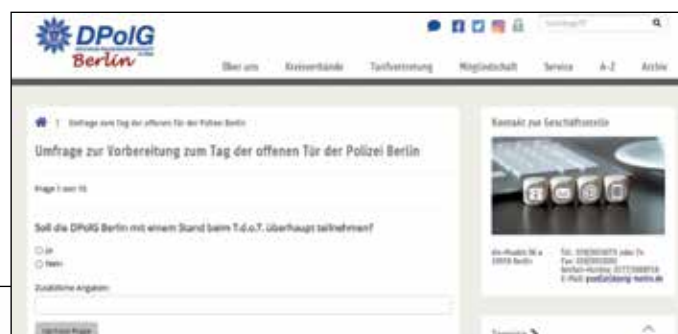 DPolG
Berlin
Über uns Kreisverbände Tarifvertretung Mitgliedschaft Service A-Z Archiv
Umfrage zum Tag der offenen Tür der Polizei Berlin
Umfrage zur Vorbereitung zum Tag der offenen Tür der Polizei Berlin
Frage 1 von 15
Soll die DPolG Berlin mit einem Stand beim T.d.o.T. überhaupt teilnehmen?
Ja
Nein
Zusätzliche Angaben:
Nächste Frage
Kontakt zur Geschäftsstelle
Berlin
Termine